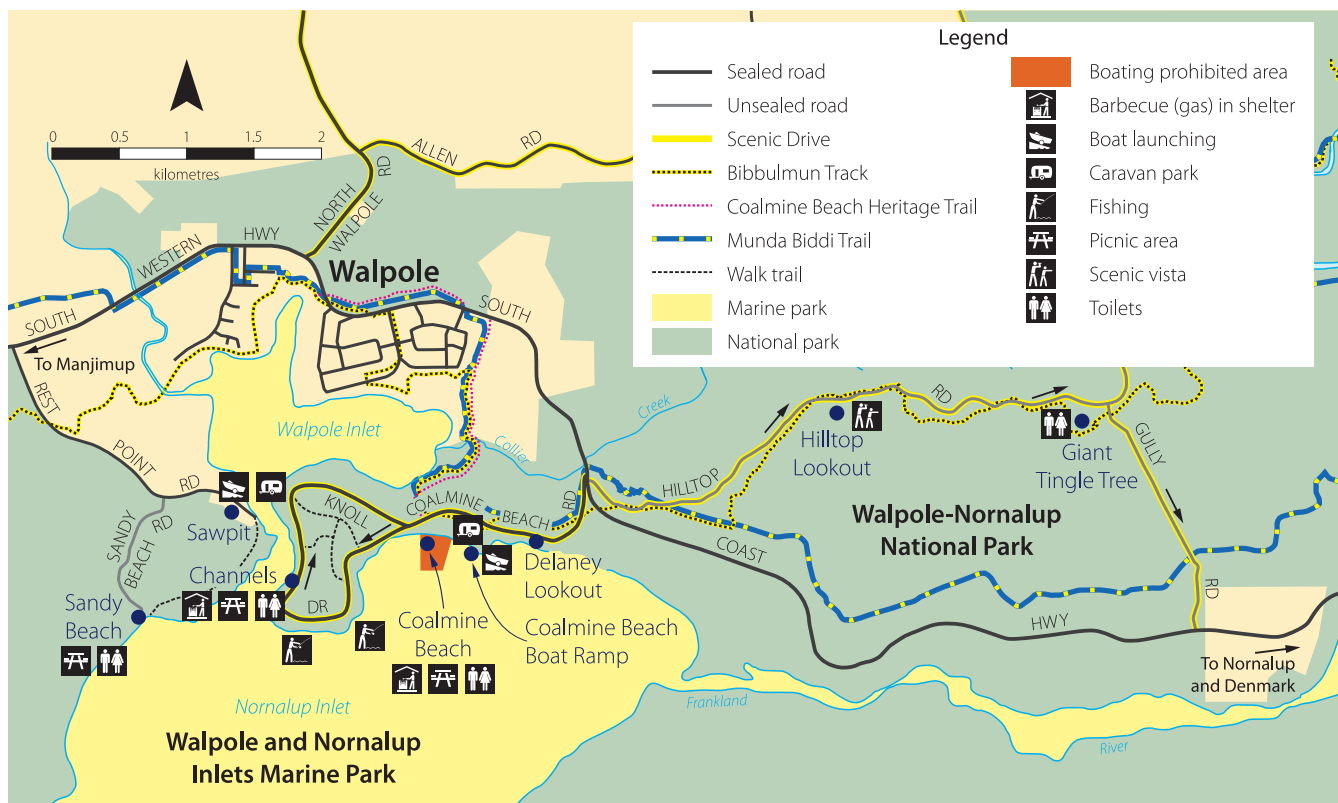 Legend
Sealed road
Unsealed road
Scenic Drive
Bibbulmun Track
Coalmine Beach Heritage Trail
Munda Biddi Trail
Walk trail
Marine park
National park
Boating prohibited area
Barbecue (gas) in shelter
Boat launching
Caravan park
Fishing
Picnic area
Scenic vista
Toilets
0 0.5 1 1.5 2
kilometres
ALLEN RD
NORTH WALPOLE RD
SOUTH WESTERN HWY
Walpole
SOUTH
To Manjimup
REST POINT RD
Walpole Inlet
Collier Creek
Hilltop
Lookout
HILLTOP RD
Giant
Tingle Tree
GULLY RD
KNOLL DR
COALMINE BEACH RD
Sawpit
SANDY BEACH RD
Channels
Sandy
Beach
Delaney
Lookout
Coalmine
Beach
Coalmine Beach
Boat Ramp
COAST HWY
Walpole-Nornalup
National Park
To Nornalup
and Denmark
Nornalup Inlet
Frankland River
Walpole and Nornalup
Inlets Marine Park